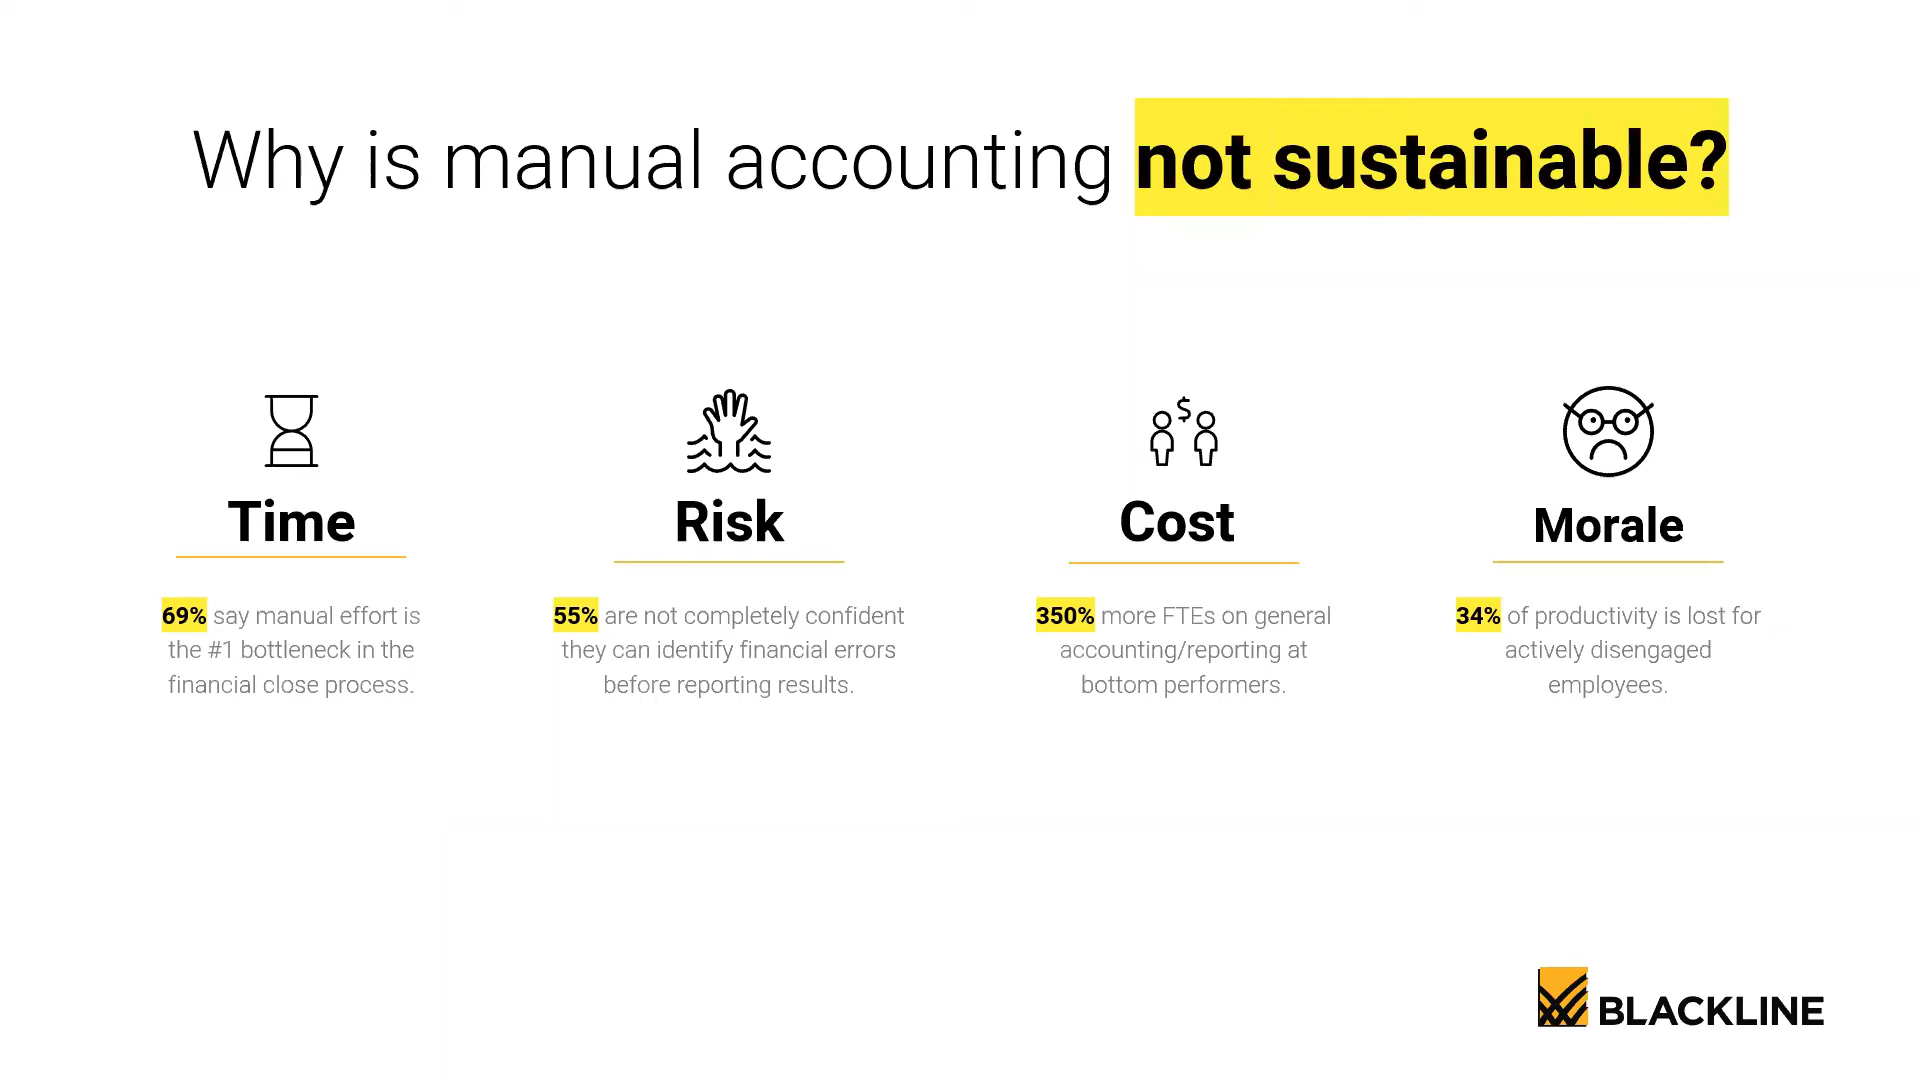 Why is manual accounting not sustainable?
$
Time
69% say manual effort is
the #1 bottleneck in the
financial close process.
Risk
55% are not completely confident
they can identify financial errors
before reporting results.
Cost
350% more FTEs on general
accounting/reporting at
bottom performers.
Morale
34% of productivity is lost for
actively disengaged
employees.
BLACKLINE